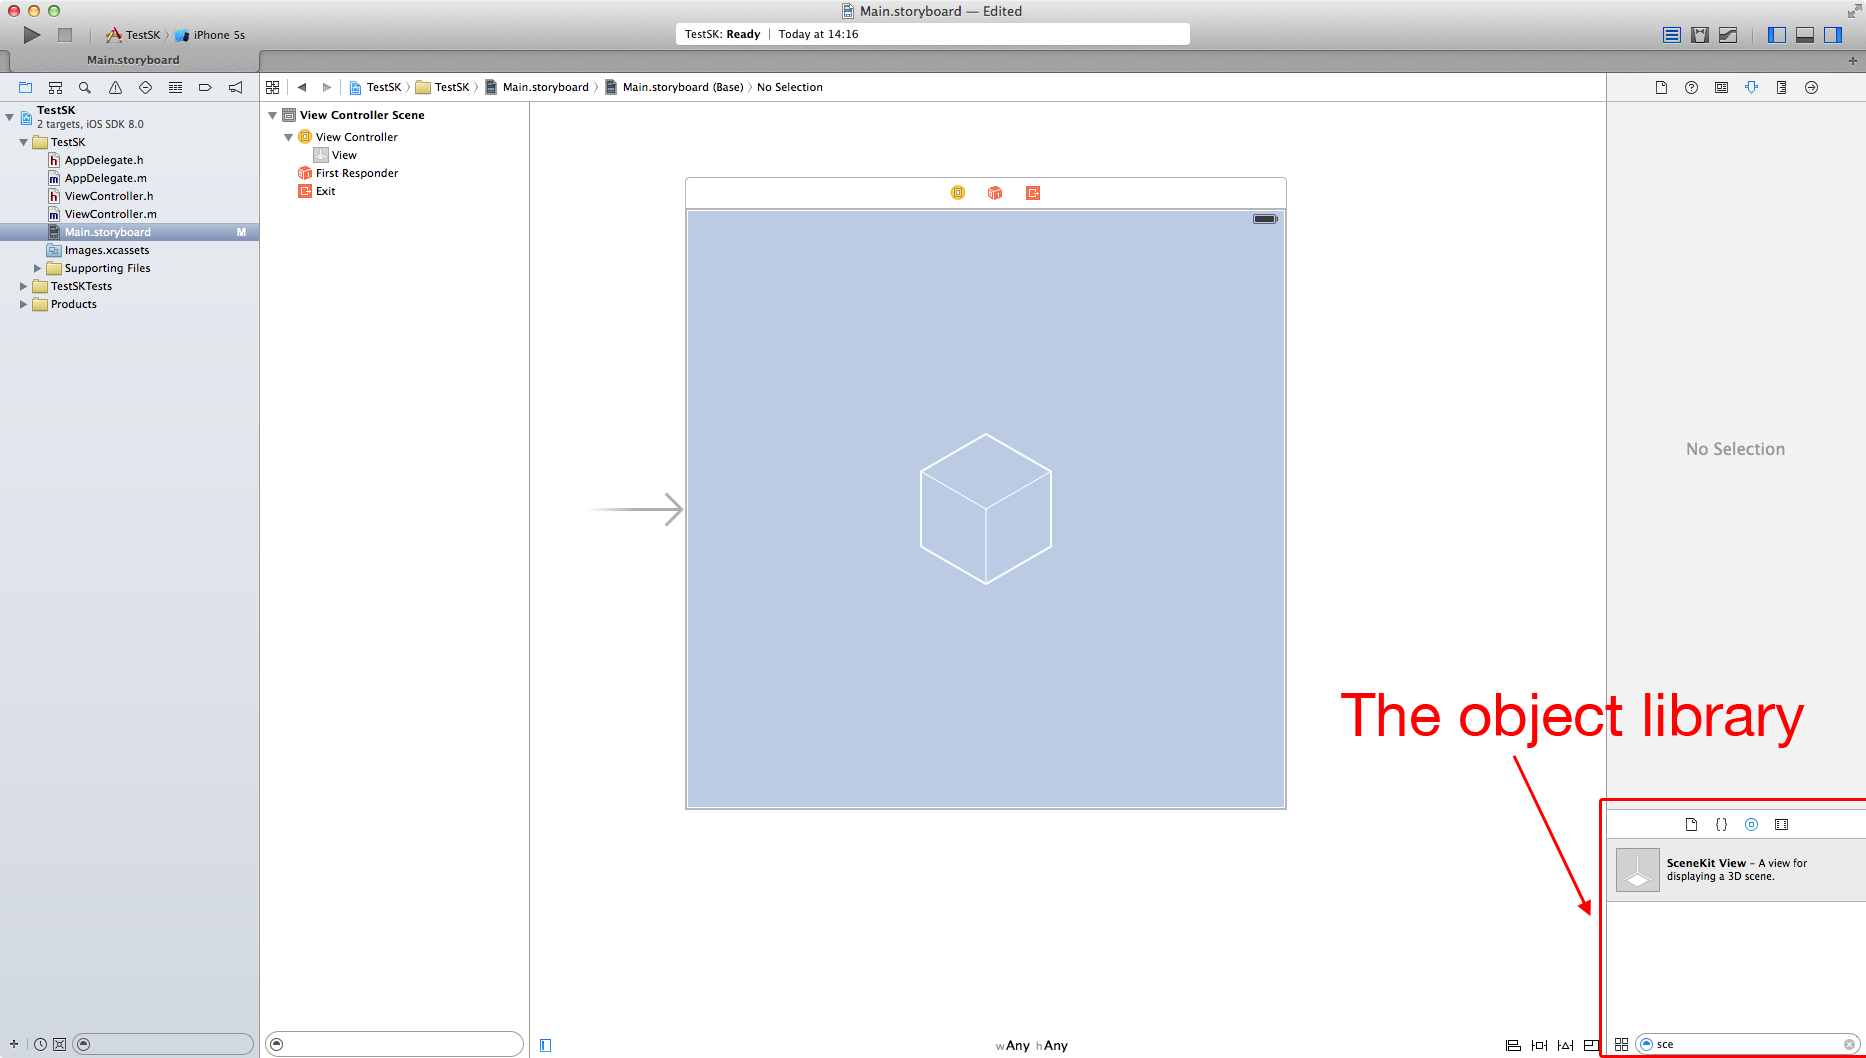 Main.storyboard — Edited
TestSK
iPhone 5s
TestSK: Ready | Today at 14:16
Main.storyboard
TestSK
TestSK
Main.storyboard
Main.storyboard (Base)
No Selection
TestSK
2 targets, iOS SDK 8.0
TestSK
h AppDelegate.h
m AppDelegate.m
h ViewController.h
m ViewController.m
Main.storyboard M
Images.xcassets
Supporting Files
TestSKTests
Products
View Controller Scene
View Controller
View
First Responder
Exit
No Selection
The object library
{}
SceneKit View - A view for
displaying a 3D scene.
wAny hAny
sce